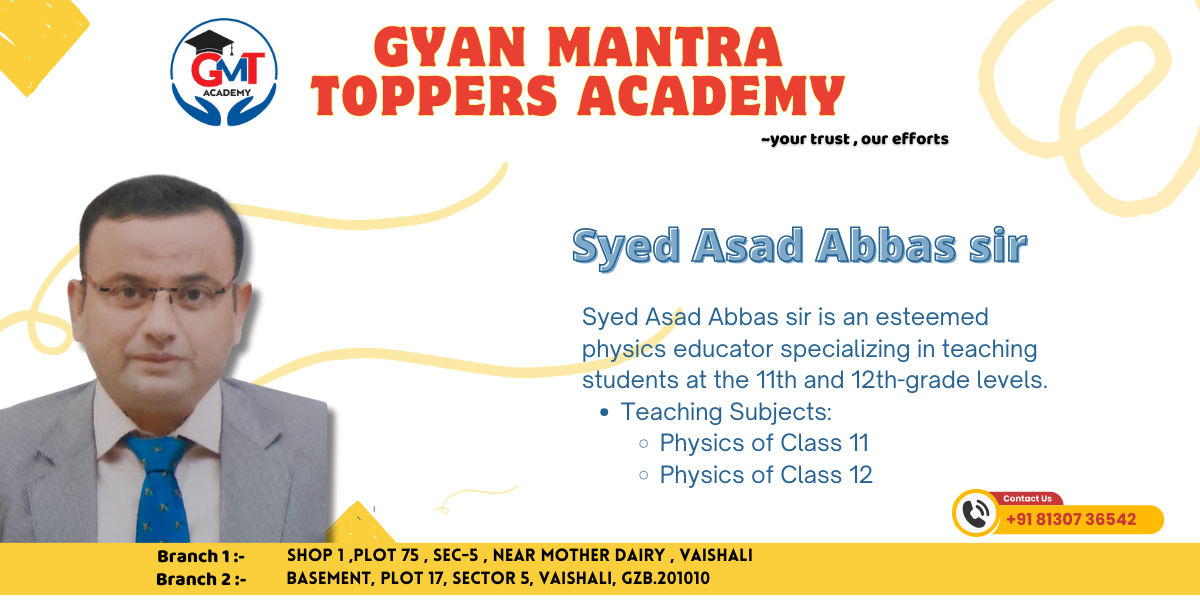 GMT
ACADEMY
GYAN MANTRA
TOPPERS ACADEMY
~your trust , our efforts
Syed Asad Abbas sir
Syed Asad Abbas sir is an esteemed
physics educator specializing in teaching
students at the 11th and 12th-grade levels.
• Teaching Subjects:
○ Physics of Class 11
○ Physics of Class 12
Contact Us
+91 81307 36542
Branch 1 :- SHOP 1 ,PLOT 75 , SEC-5 , NEAR MOTHER DAIRY , VAISHALI
Branch 2 :- BASEMENT, PLOT 17, SECTOR 5, VAISHALI, GZB.201010